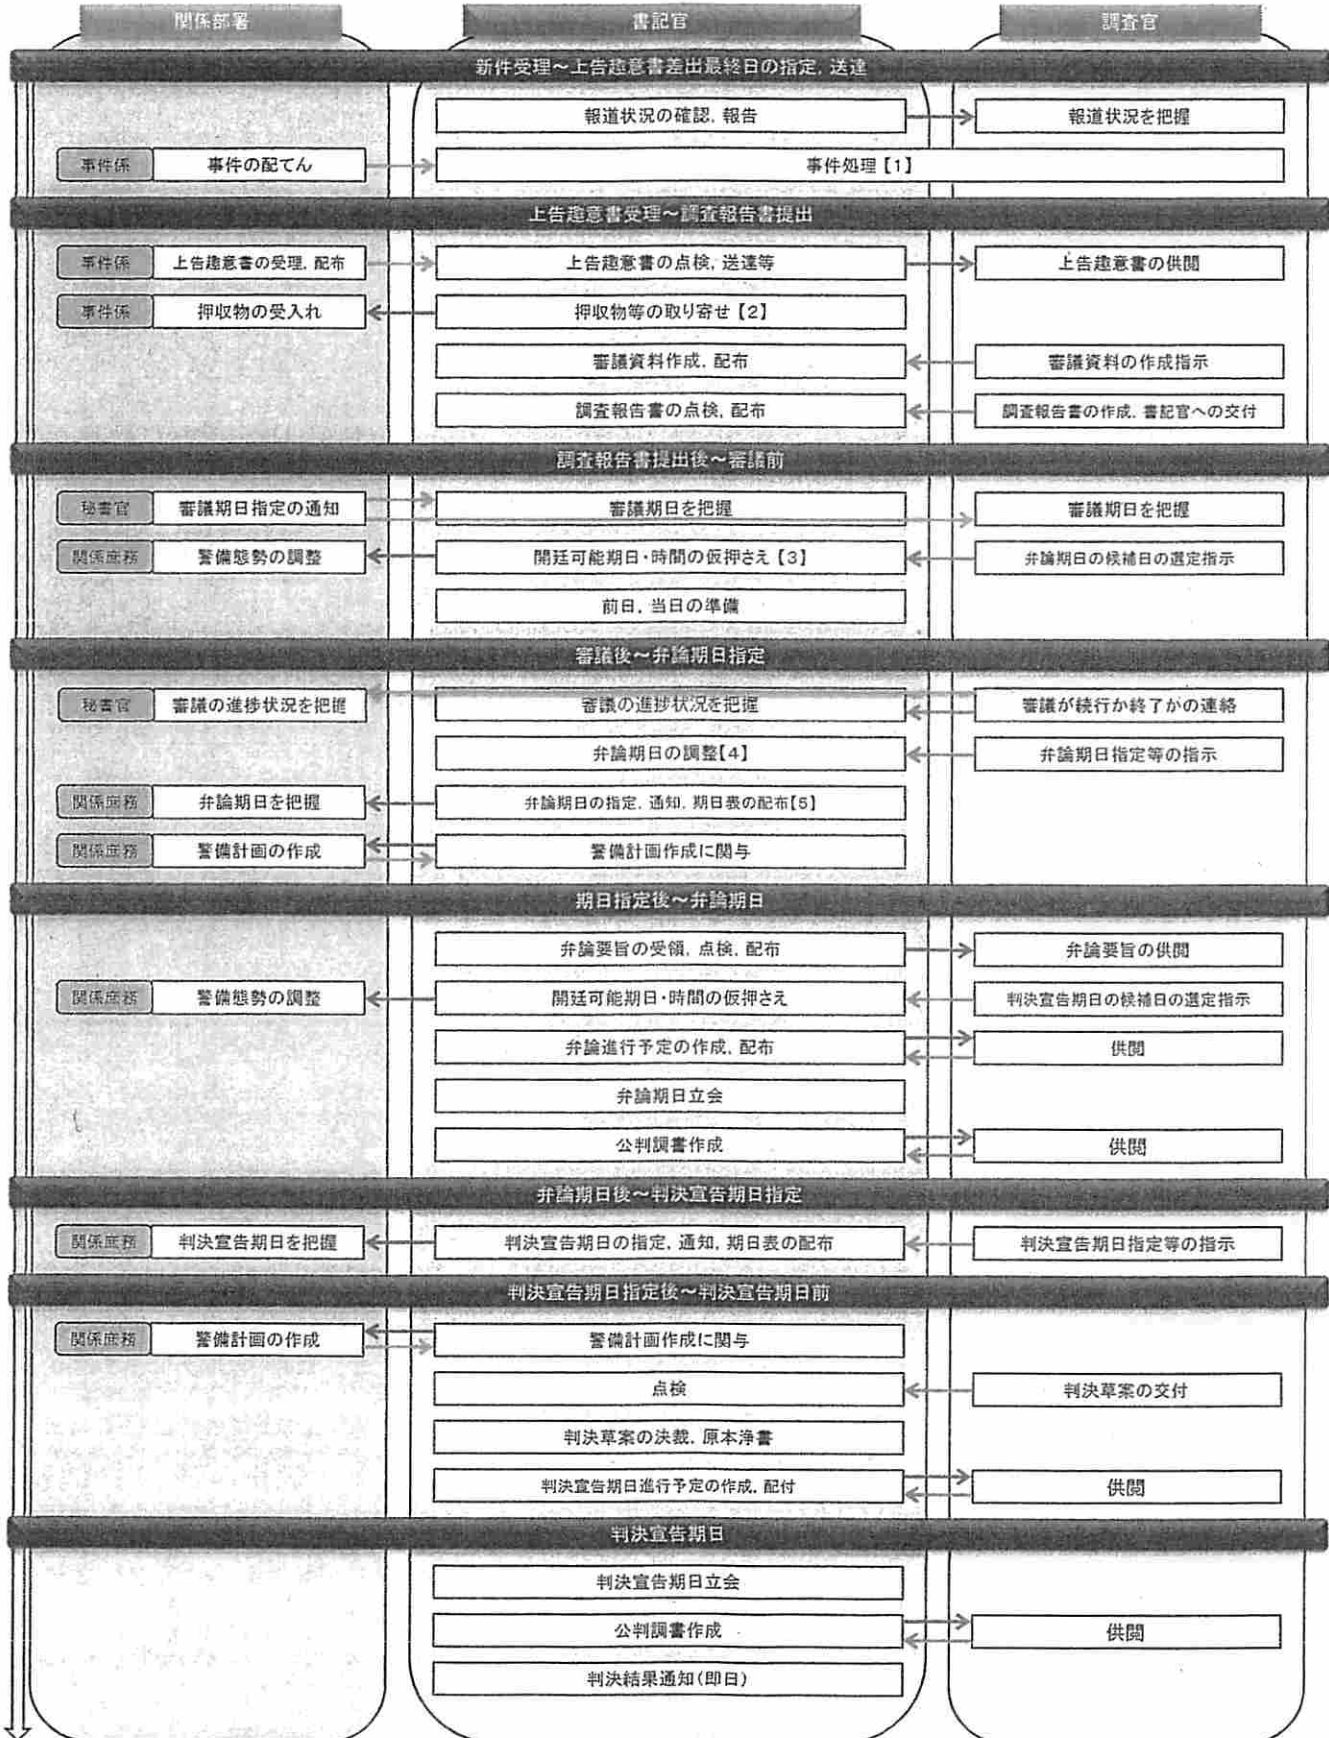 関係部署
書記官
調査官
新件受理～上告趣意書差出最終日の指定，送達
報道状況の確認，報告
報道状況を把握
事件係
事件の配てん
事件処理【1】
上告趣意書受理～調査報告書提出
事件係
上告趣意書の受理，配布
上告趣意書の点検，送達等
上告趣意書の供閲
事件係
押収物の受入れ
押収物等の取り寄せ【2】
審議資料作成，配布
審議資料の作成指示
調査報告書の点検，配布
調査報告書の作成，書記官への交付
調査報告書提出後～審議前
秘書官
審議期日指定の通知
審議期日を把握
審議期日を把握
関係庶務
警備態勢の調整
開廷可能期日・時間の仮押さえ【3】
弁論期日の候補日の選定指示
前日，当日の準備
審議後～弁論期日指定
秘書官
審議の進捗状況を把握
審議の進捗状況を把握
審議が続行か終了かの連絡
弁論期日の調整【4】
弁論期日指定等の指示
関係庶務
弁論期日を把握
弁論期日の指定，通知，期日表の配布【5】
関係庶務
警備計画の作成
警備計画作成に関与
期日指定後～弁論期日
弁論要旨の受領，点検，配布
弁論要旨の供閲
関係庶務
警備態勢の調整
開廷可能期日・時間の仮押さえ
判決宣告期日の候補日の選定指示
弁論進行予定の作成，配布
供閲
弁論期日立会
公判調書作成
供閲
弁論期日後～判決宣告期日指定
関係庶務
判決宣告期日を把握
判決宣告期日の指定，通知，期日表の配布
判決宣告期日指定等の指示
判決宣告期日指定後～判決宣告期日前
関係庶務
警備計画の作成
警備計画作成に関与
点検
判決草案の交付
判決草案の決裁，原本浄書
判決宣告期日進行予定の作成，配付
供閲
判決宣告期日
判決宣告期日立会
公判調書作成
供閲
判決結果通知(即日)